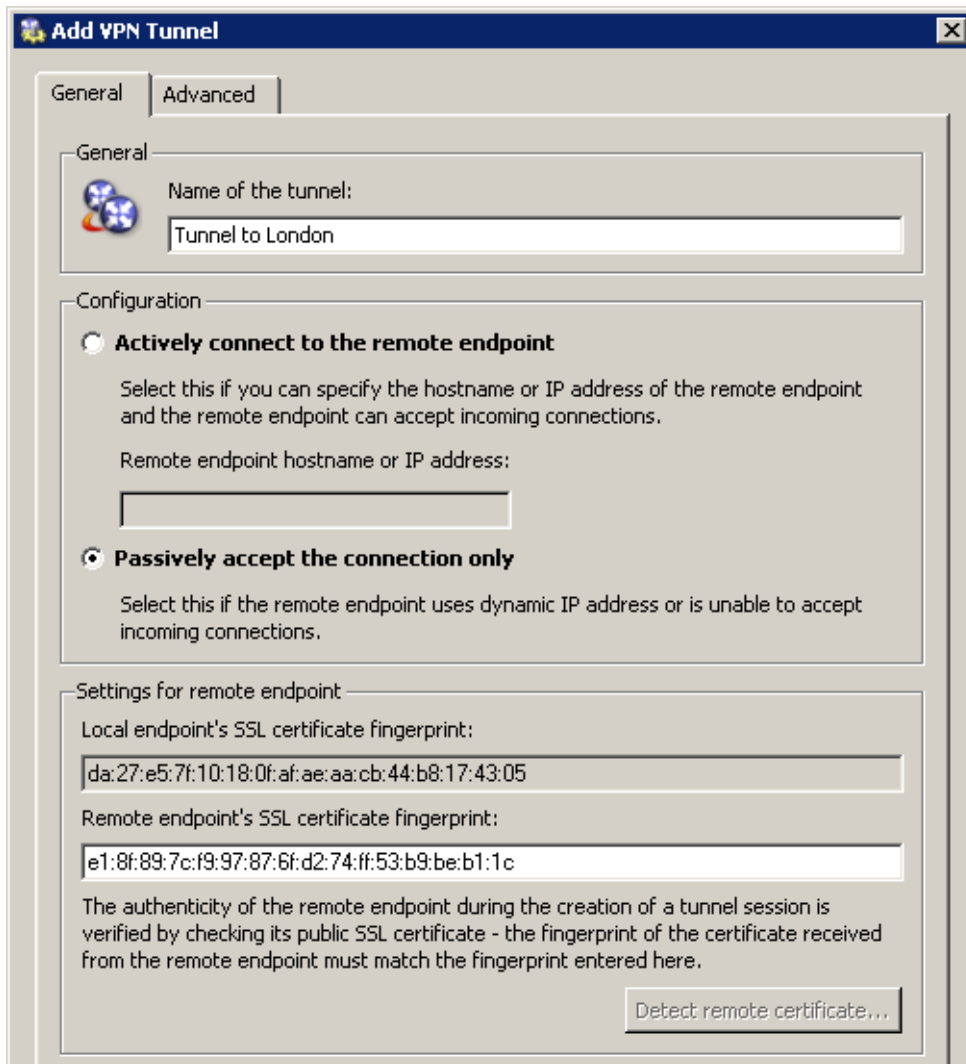 Add VPN Tunnel
General
Advanced
General
Name of the tunnel:
Tunnel to London
Configuration
Actively connect to the remote endpoint
Select this if you can specify the hostname or IP address of the remote endpoint
and the remote endpoint can accept incoming connections.
Remote endpoint hostname or IP address:
Passively accept the connection only
Select this if the remote endpoint uses dynamic IP address or is unable to accept
incoming connections.
Settings for remote endpoint
Local endpoint's SSL certificate fingerprint:
da:27:e5:7f:10:18:0f:af:ae:aa:cb:44:b8:17:43:05
Remote endpoint's SSL certificate fingerprint:
e1:8f:89:7c:f9:97:87:6f:d2:74:ff:53:b9:be:b1:1c
The authenticity of the remote endpoint during the creation of a tunnel session is
verified by checking its public SSL certificate - the fingerprint of the certificate received
from the remote endpoint must match the fingerprint entered here.
Detect remote certificate...